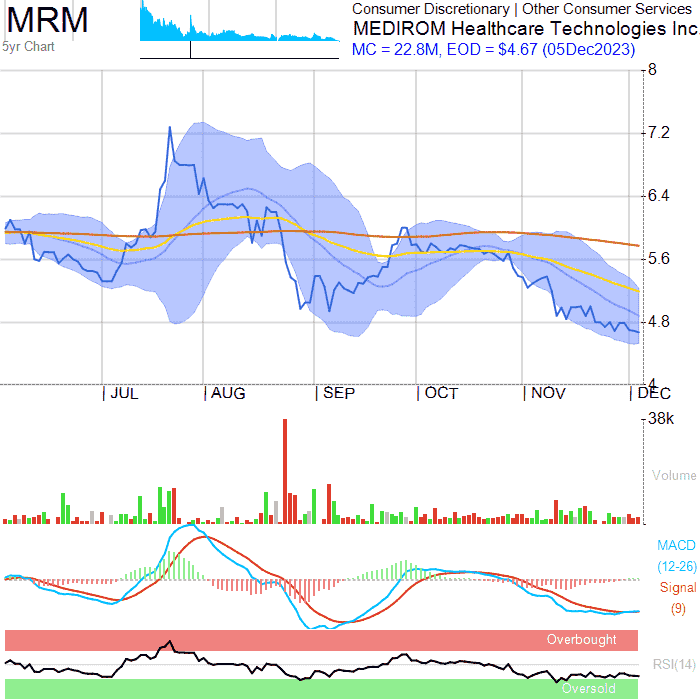 MRM
5yr Chart
Consumer Discretionary | Other Consumer Services
MEDIROM Healthcare Technologies Inc
MC = 22.8M, EOD = $4.67 (05Dec2023)
8
7.2
6.4
5.6
4.8
4
JUL AUG SEP OCT NOV DEC
38k
Volume
MACD
(12-26)
Signal
(9)
Overbought
RSI(14)
Oversold